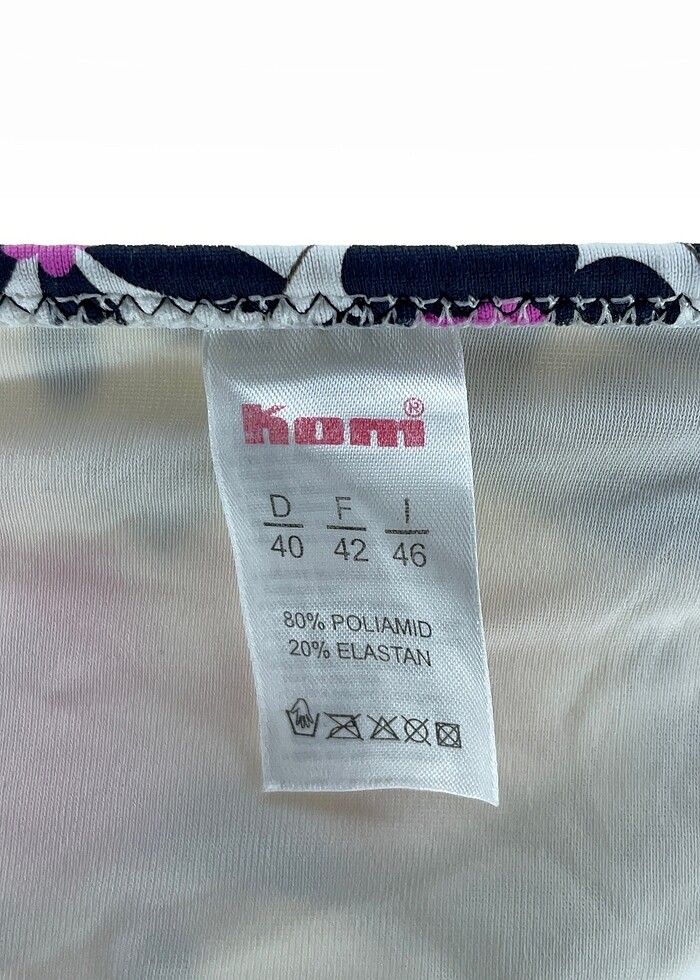 Kom®
D F I
40 42 46
80% POLIAMID
20% ELASTAN